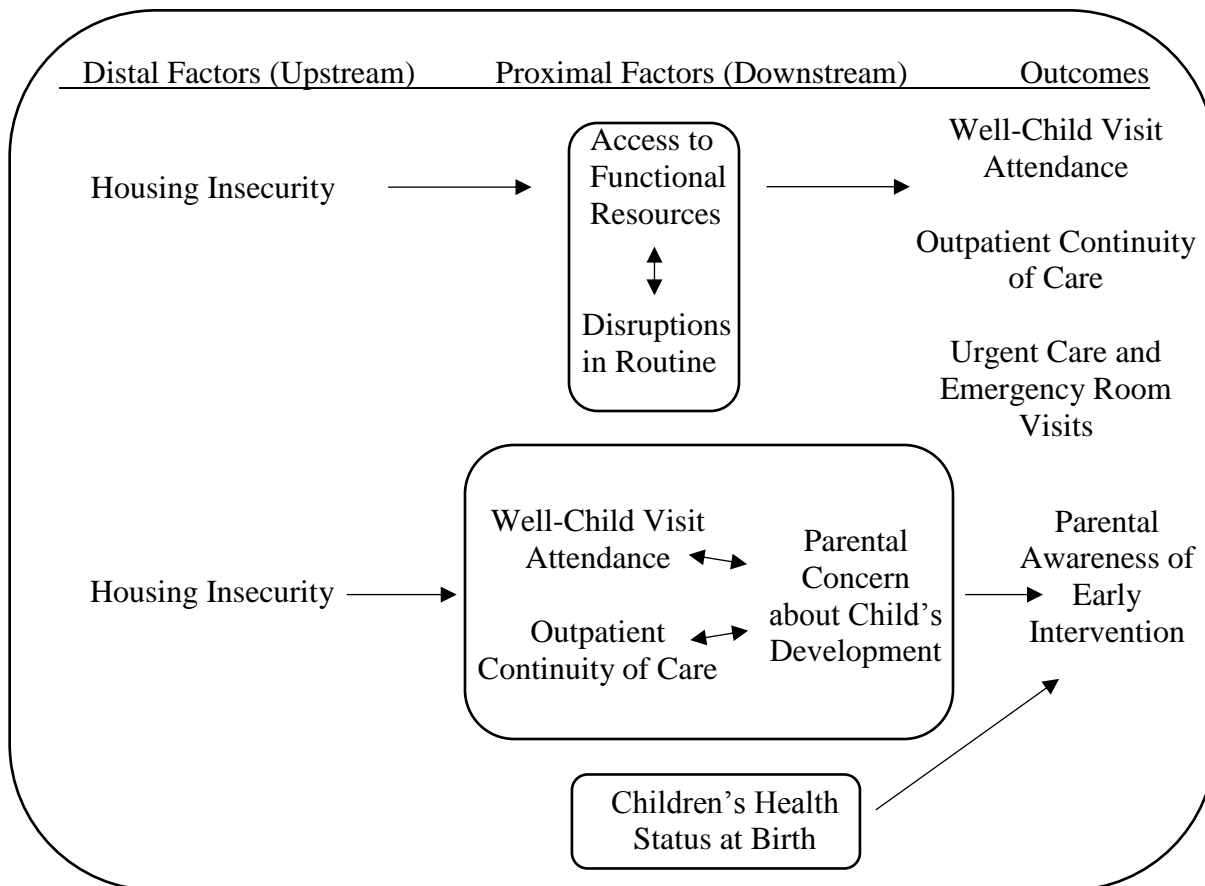 Distal Factors (Upstream) Proximal Factors (Downstream) Outcomes
Housing Insecurity
Access to
Functional
Resources
Disruptions
in Routine
Well-Child Visit
Attendance
Outpatient Continuity
of Care
Urgent Care and
Emergency Room
Visits
Housing Insecurity
Well-Child Visit
Attendance
Outpatient
Continuity of Care
Parental
Concern
about Child’s
Development
Parental
Awareness of
Early
Intervention
Children’s Health
Status at Birth